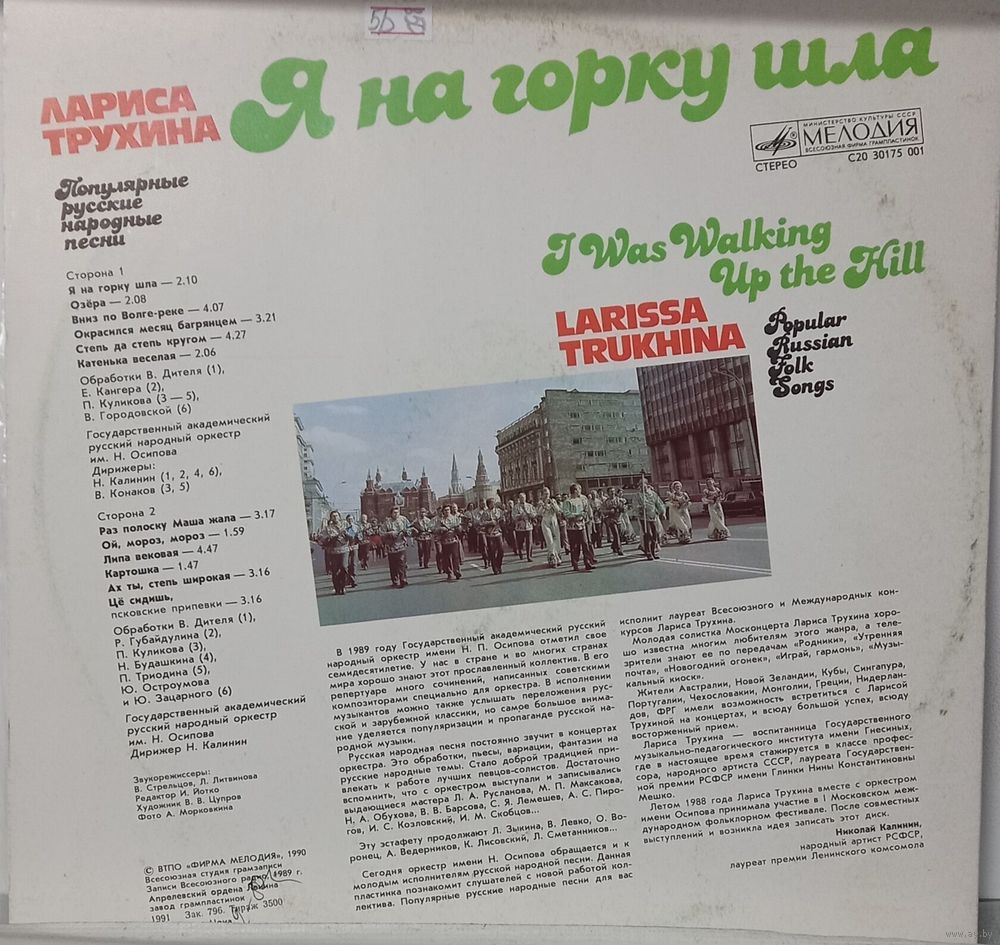 Я на горку шла
ЛАРИСА
ТРУХИНА
Популярные
русские
народные
песни
МИНИСТЕРСТВО КУЛЬТУРЫ СССР
МЕЛОДИЯ
ВСЕСОЮЗНАЯ ФИРМА ГРАМПЛАСТИНОК
СТЕРЕО
С20 30175 001
I Was Walking
Up the Hill
LARISSA
TRUKHINA
Popular
Russian
Folk
Songs
Сторона 1
Я на горку шла — 2.10
Озёра — 2.08
Вниз по Волге-реке — 4.07
Окрасился месяц багрянцем — 3.21
Степь да степь кругом — 4.27
Катенька веселая — 2.06
Обработки В. Дителя (1),
Е. Кангера (2),
П. Куликова (3 — 5),
В. Городовской (6)
Государственный академический
русский народный оркестр
им. Н. Осипова
Дирижеры:
Н. Калинин (1, 2, 4, 6),
В. Конаков (3, 5)
Сторона 2
Раз полоску Маша жала — 3.17
Ой, мороз, мороз — 1.59
Липа вековая — 4.47
Картошка — 1.47
Ах ты, степь широкая — 3.16
Цё сидишь,
псковские припевки — 3.16
Обработки В. Дителя (1),
Р. Губайдулина (2),
П. Куликова (3),
Н. Будашкина (4),
П. Триодина (5),
Ю. Остроумова
и Ю. Зацарного (6)
Государственный академический
русский народный оркестр
им. Н. Осипова
Дирижер Н. Калинин
Звукорежиссеры:
В. Стрельцов, Л. Литвинова
Редактор И. Йотко
Художник В. В. Цупров
Фото А. Морковкина
© ВТПО «ФИРМА МЕЛОДИЯ», 1990
Всесоюзная студия грамзаписи
Записи Всесоюзного радио 1989 г.
Апрелевский ордена Ленина
завод грампластинок
1991 Зак. 796. Тираж 3500
Цена
В 1989 году Государственный академический русский
народный оркестр имени Н. П. Осипова отметил свое
семидесятилетие. У нас в стране и во многих странах
мира хорошо знают этот прославленный коллектив. В его
репертуаре много сочинений, написанных советскими
композиторами специально для оркестра. В исполнении
музыкантов можно также услышать переложения рус-
ской и зарубежной классики, но самое большое внима-
ние уделяется популяризации и пропаганде русской на-
родной музыки.
Русская народная песня постоянно звучит в концертах
оркестра. Это обработки, пьесы, вариации, фантазии на
русские народные темы. Стало доброй традицией при-
влекать к работе лучших певцов-солистов. Достаточно
вспомнить, что с оркестром выступали и записывались
выдающиеся мастера Л. А. Русланова, М. П. Максакова,
Н. А. Обухова, В. В. Барсова, С. Я. Лемешев, А. С. Пиро-
гов, И. С. Козловский, И. М. Скобцов...
Эту эстафету продолжают Л. Зыкина, В. Левко, О. Во-
ронец, А. Ведерников, К. Лисовский, Л. Сметанников...
Сегодня оркестр имени Н. Осипова обращается и к
молодым исполнителям русской народной песни. Данная
пластинка познакомит слушателей с новой работой кол-
лектива. Популярные русские народные песни для вас
исполнит лауреат Всесоюзного и Международных кон-
курсов Лариса Трухина.
Молодая солистка Москонцерта Лариса Трухина хоро-
шо известна многим любителям этого жанра, а теле-
зрители знают ее по передачам «Родники», «Утренняя
почта», «Новогодний огонек», «Играй, гармонь», «Музы-
кальный киоск».
Жители Австралии, Новой Зеландии, Кубы, Сингапура,
Португалии, Чехословакии, Монголии, Греции, Нидерлан-
дов, ФРГ имели возможность встретиться с Ларисой
Трухиной на концертах, и всюду большой успех, всюду
восторженный прием.
Лариса Трухина — воспитанница Государственного
музыкально-педагогического института имени Гнесиных,
где в настоящее время стажируется в классе профес-
сора, народного артиста СССР, лауреата Государствен-
ной премии РСФСР имени Глинки Нины Константиновны
Мешко.
Летом 1988 года Лариса Трухина вместе с оркестром
имени Осипова принимала участие в I Московском меж-
дународном фольклорном фестивале. После совместных
выступлений и возникла идея записать этот диск.
Николай Калинин,
народный артист РСФСР,
лауреат премии Ленинского комсомола
www.ay.by